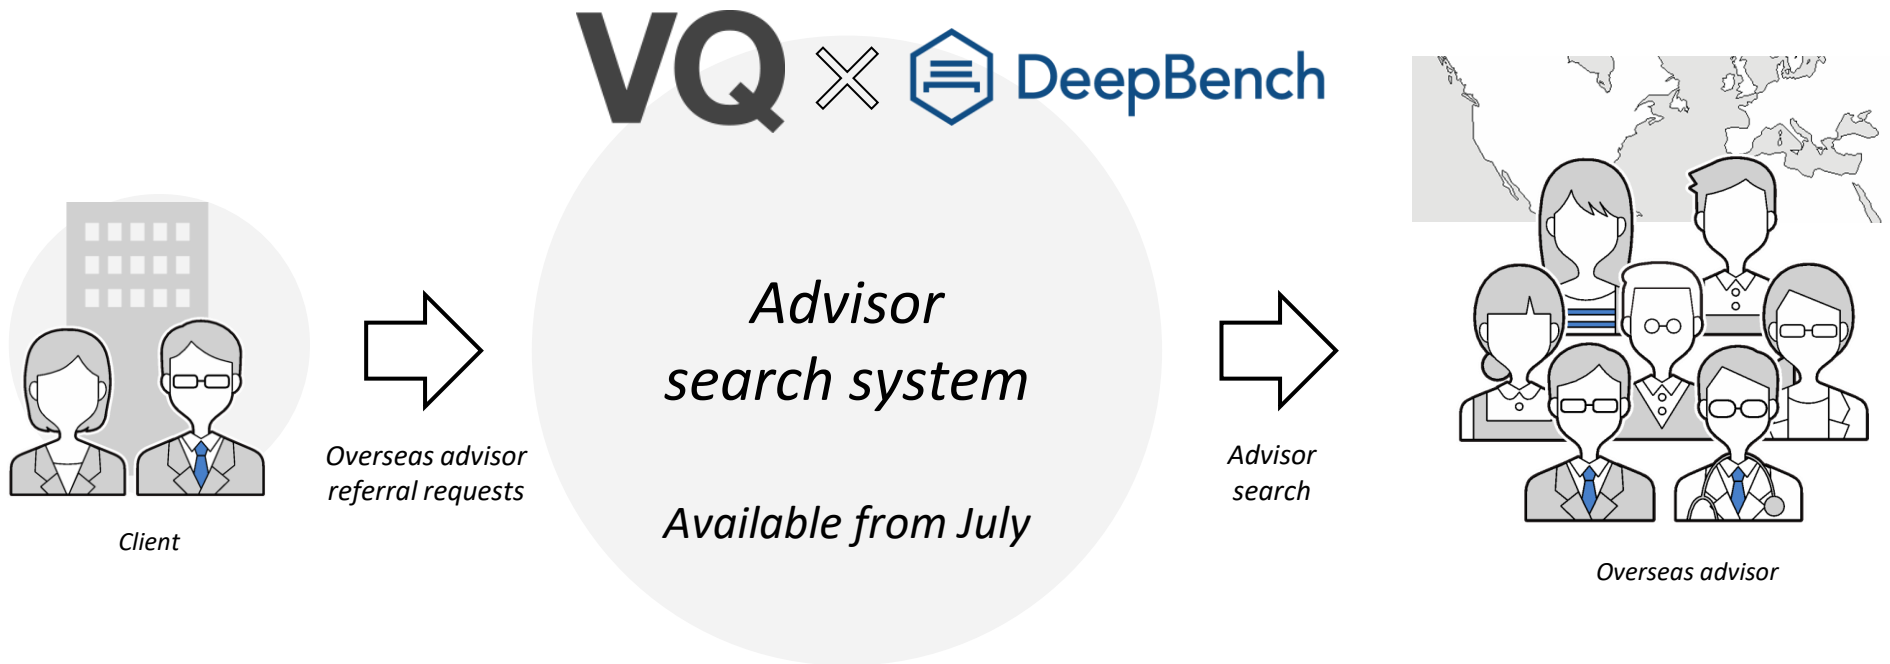 VQ × DeepBench
Advisor
search system
Available from July
Overseas advisor
referral requests
Client
Advisor
search
Overseas advisor